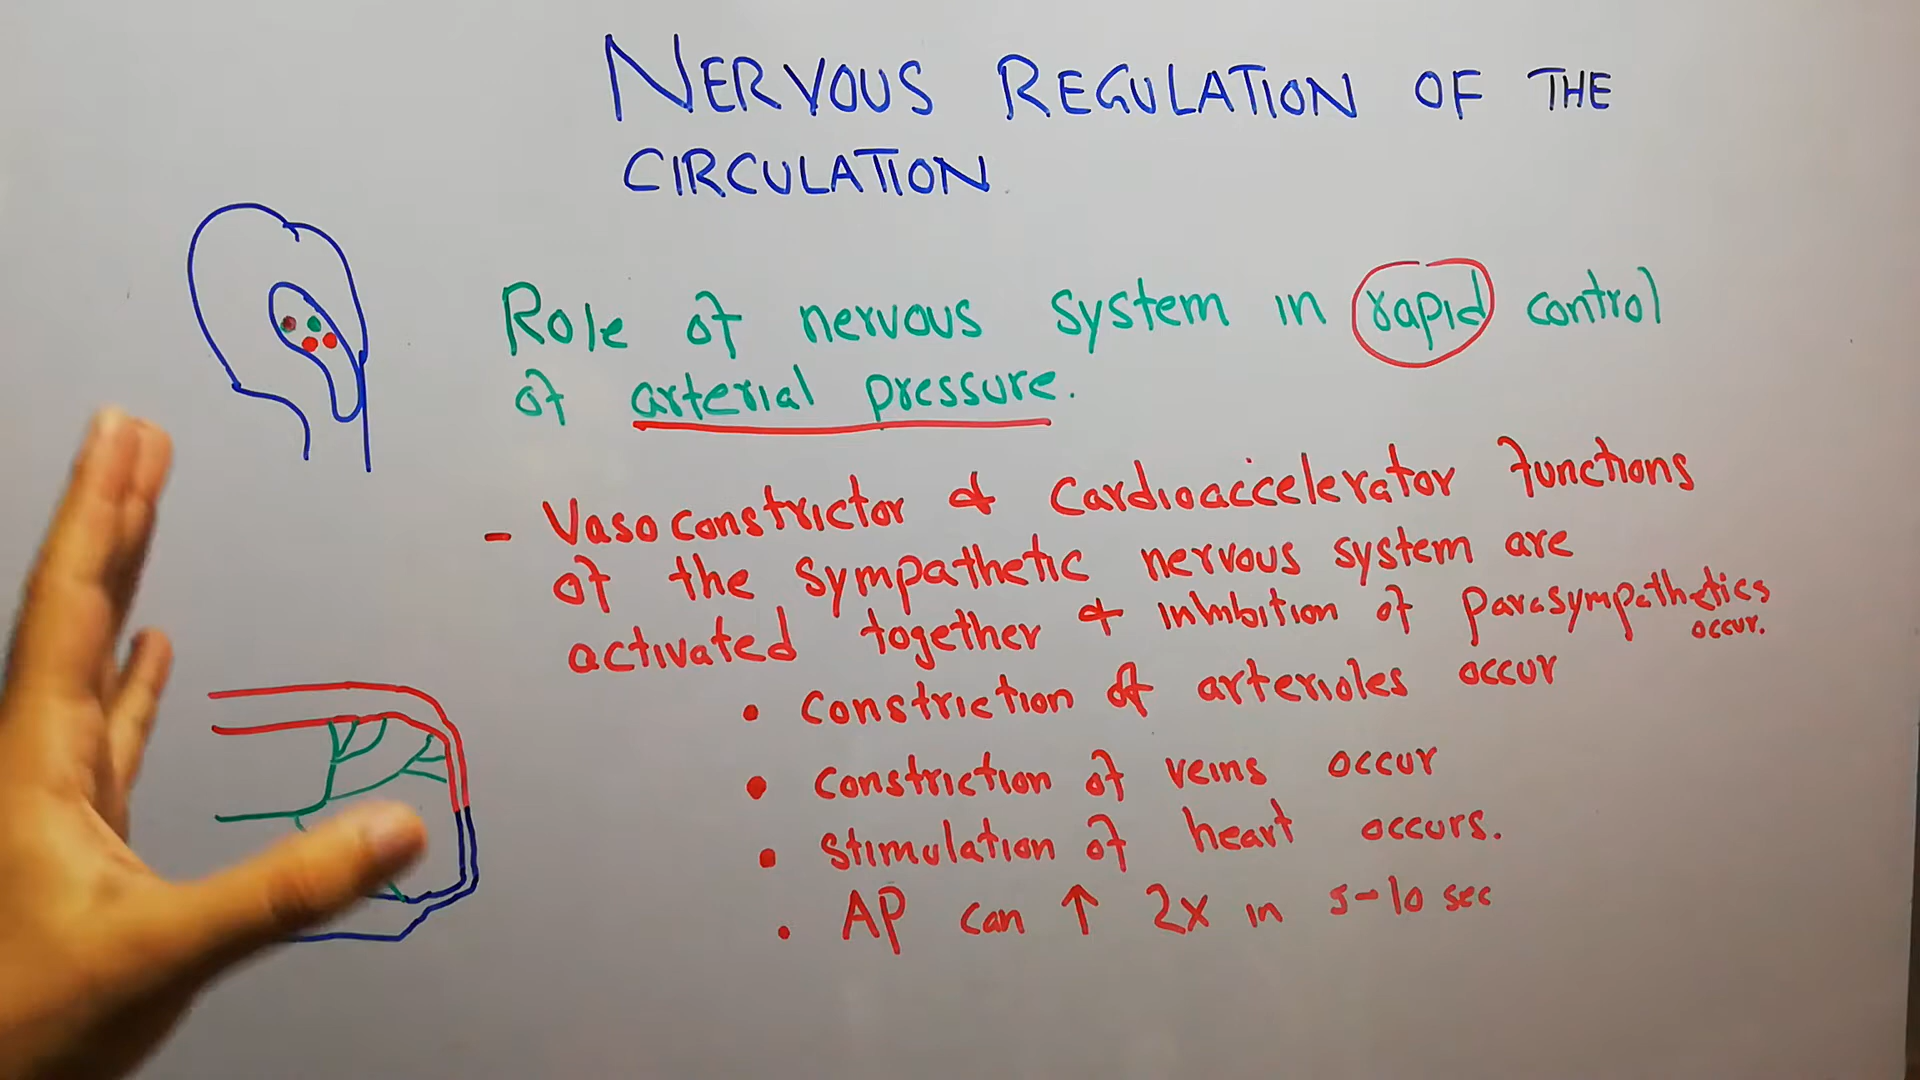 NERVOUS REGULATION OF THE
CIRCULATION
Role of nervous system in rapid control
of arterial pressure.
- Vasoconstrictor & Cardioaccelerator functions
of the sympathetic nervous system are
activated together & inhibition of parasympathetics
occur.
• Constriction of arterioles occur
• Constriction of veins occur
• Stimulation of heart occurs.
• AP can ↑ 2x in 5-10 sec